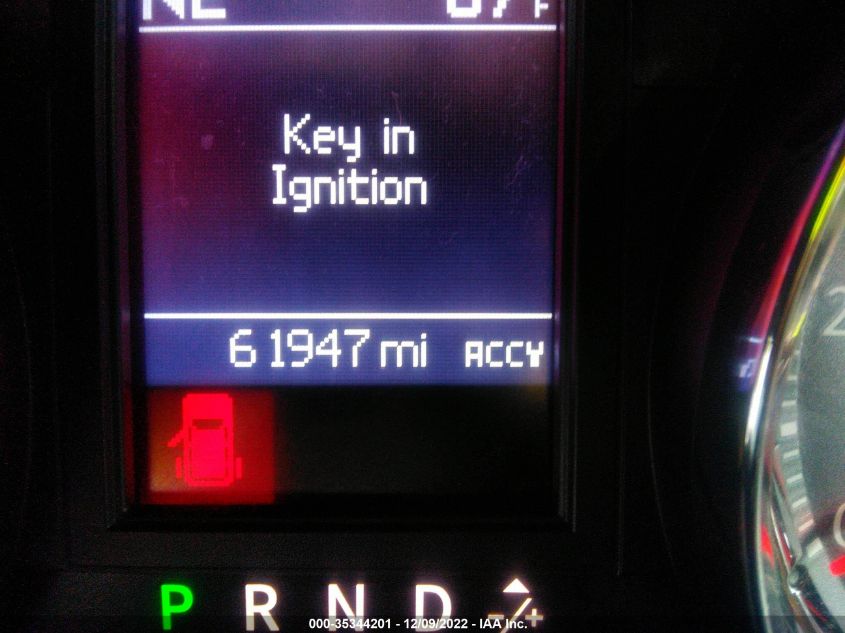 Key in
Ignition
61947 mi ACCY
P R N D -/+
000-35344201 - 12/09/2022 - IAA Inc.